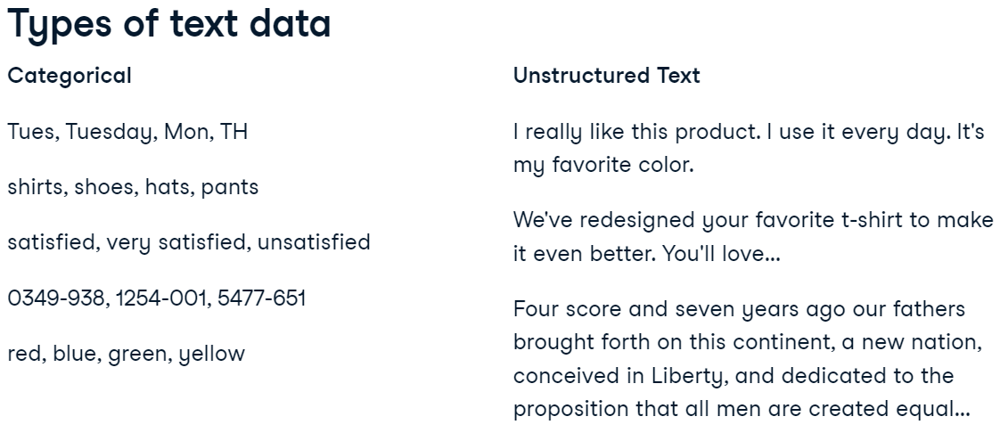 Types of text data
Categorical
Tues, Tuesday, Mon, TH
shirts, shoes, hats, pants
satisfied, very satisfied, unsatisfied
0349-938, 1254-001, 5477-651
red, blue, green, yellow
Unstructured Text
I really like this product. I use it every day. It's
my favorite color.
We've redesigned your favorite t-shirt to make
it even better. You'll love...
Four score and seven years ago our fathers
brought forth on this continent, a new nation,
conceived in Liberty, and dedicated to the
proposition that all men are created equal...